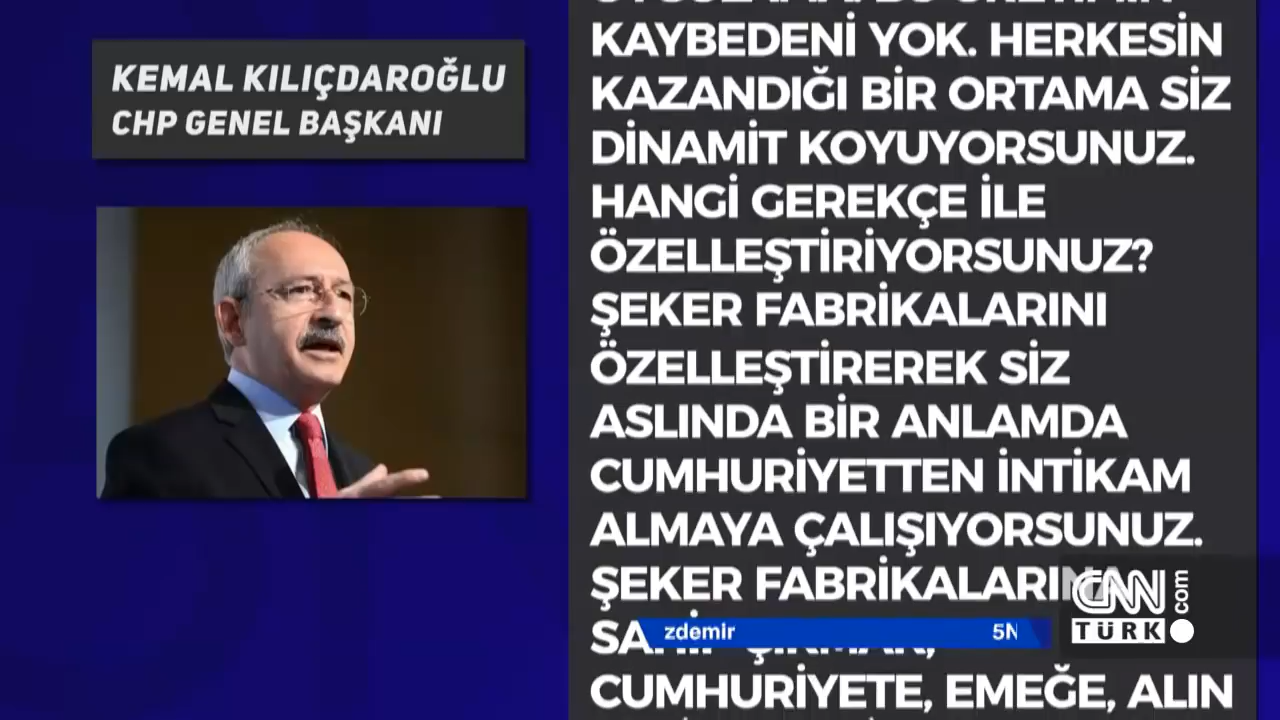 KEMAL KILIÇDAROĞLU
CHP GENEL BAŞKANI
KAYBEDENİ YOK. HERKESİN
KAZANDIĞI BİR ORTAMA SİZ
DİNAMİT KOYUYORSUNUZ.
HANGİ GEREKÇE İLE
ÖZELLEŞTİRİYORSUNUZ?
ŞEKER FABRİKALARINI
ÖZELLEŞTİREREK SİZ
ASLINDA BİR ANLAMDA
CUMHURİYETTEN İNTİKAM
ALMAYA ÇALIŞIYORSUNUZ.
ŞEKER FABRİKALARINA
CUMHURİYETE, EMEĞE, ALIN
zdemir 5N
CNN
TÜRK
.com